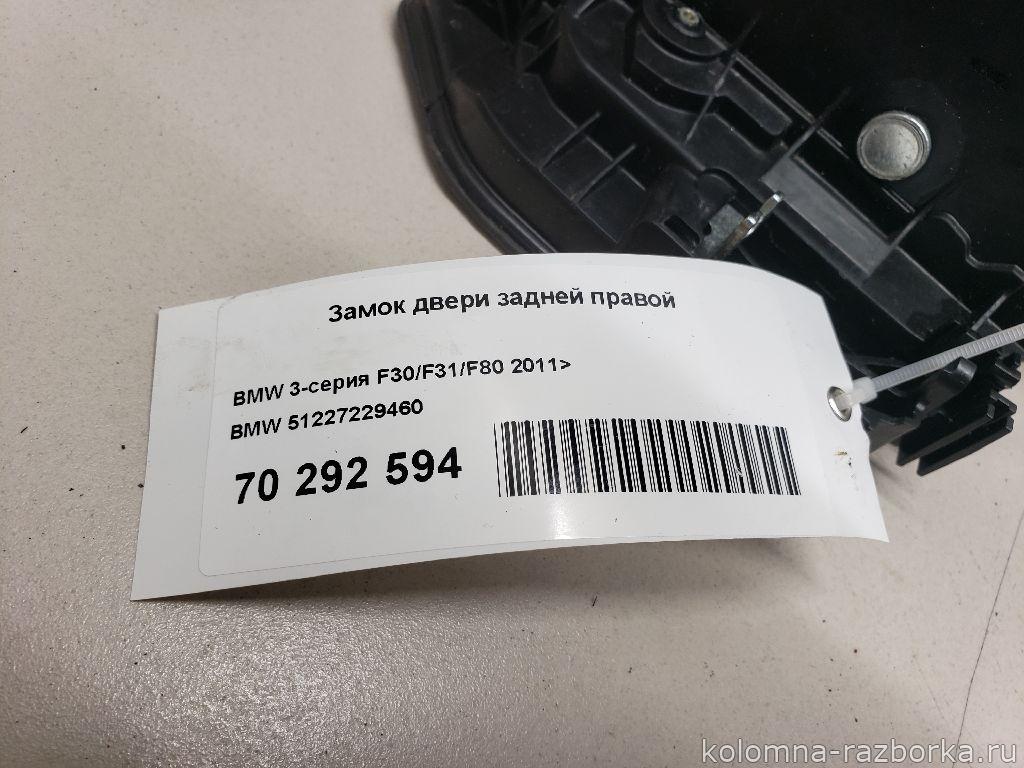 Замок двери задней правой
BMW 3-серия F30/F31/F80 2011>
BMW 51227229460
70 292 594
kolomna-razborka.ru